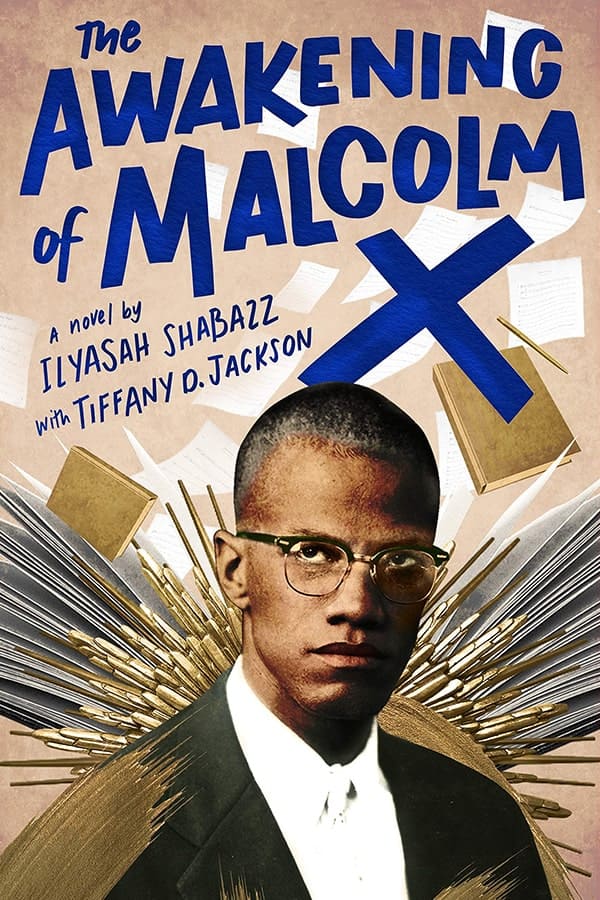 The
AWAKENING
of MALCOLM
X
A novel by
ILYASAH SHABAZZ
with TIFFANY D. JACKSON